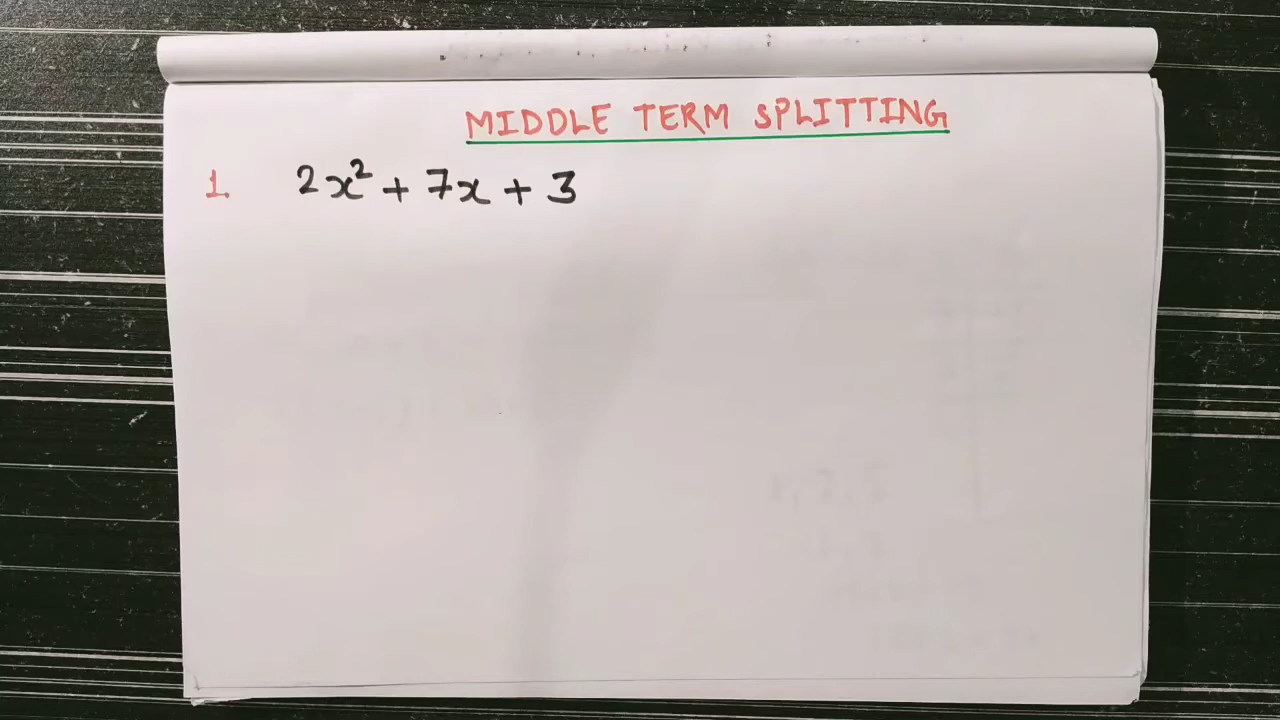 MIDDLE TERM SPLITTING
1. 2x² + 7x + 3